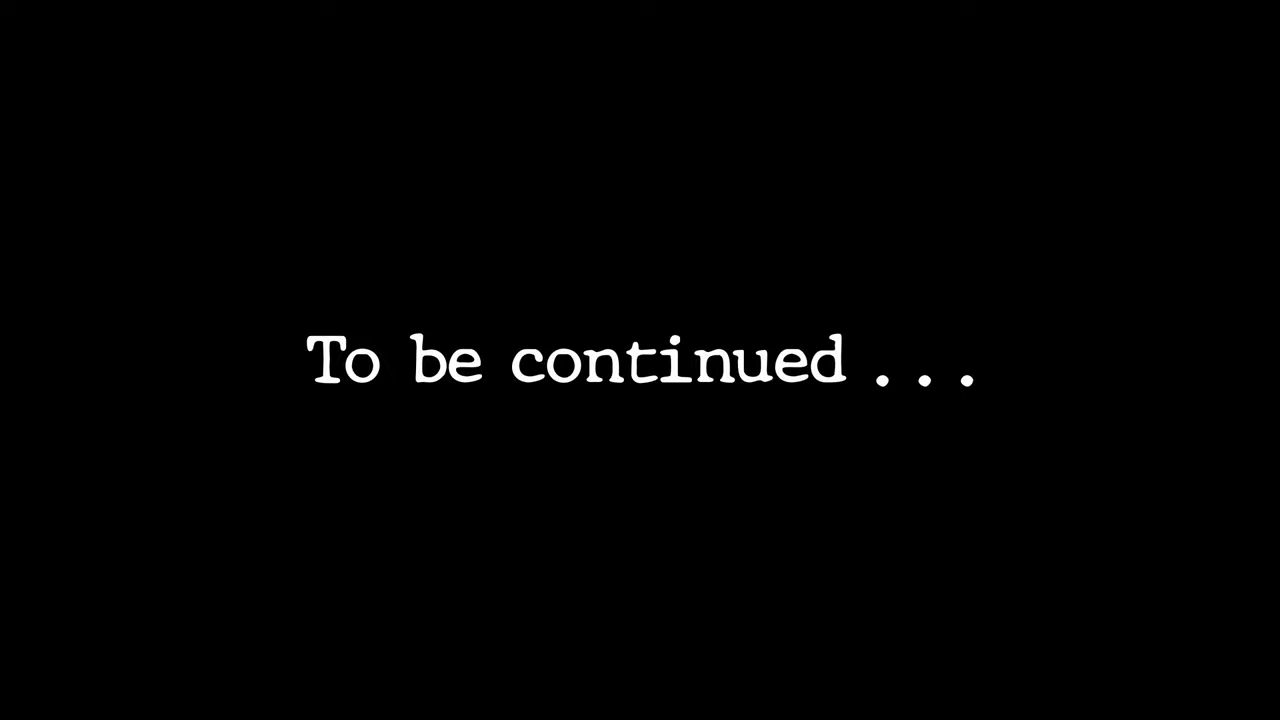 To be continued . . .